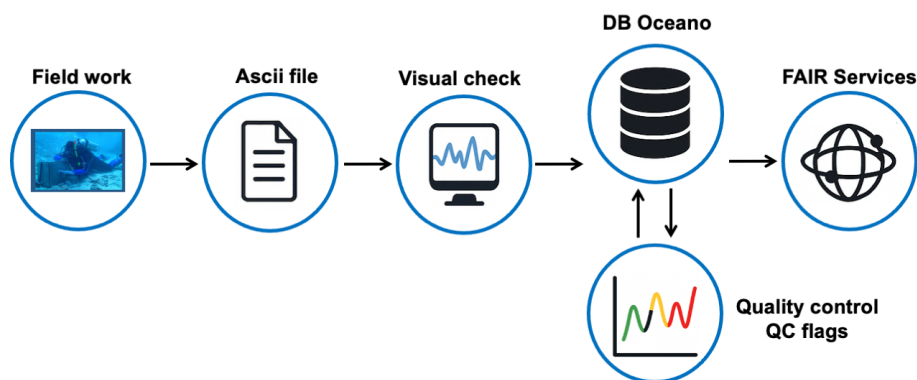 Field work
Ascii file
Visual check
DB Oceano
FAIR Services
Quality control
QC flags